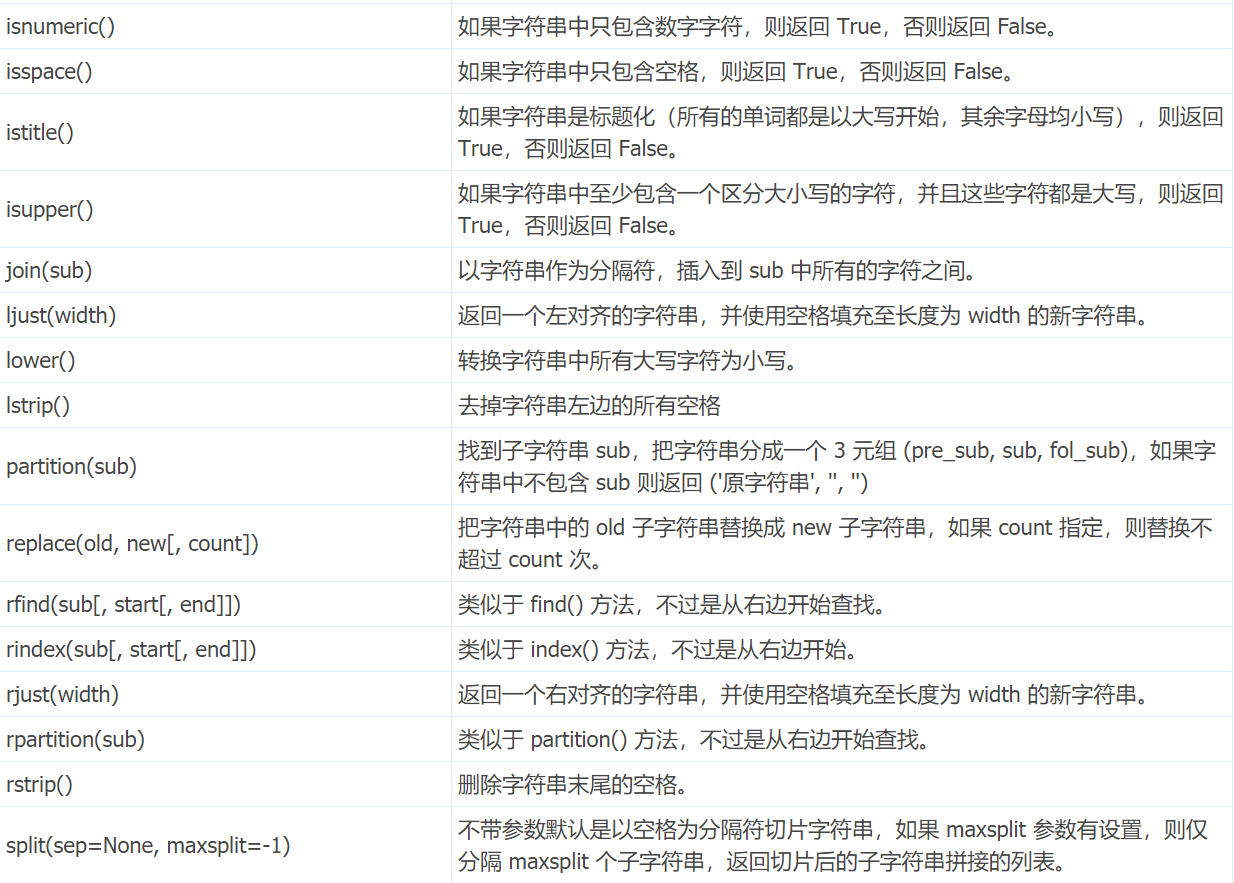 isnumeric() 如果字符串中只包含数字字符，则返回 True，否则返回 False。
isspace() 如果字符串中只包含空格，则返回 True，否则返回 False。
istitle() 如果字符串是标题化（所有的单词都是以大写开始，其余字母均小写），则返回
True，否则返回 False。
isupper() 如果字符串中至少包含一个区分大小写的字符，并且这些字符都是大写，则返回
True，否则返回 False。
join(sub) 以字符串作为分隔符，插入到 sub 中所有的字符之间。
ljust(width) 返回一个左对齐的字符串，并使用空格填充至长度为 width 的新字符串。
lower() 转换字符串中所有大写字符为小写。
lstrip() 去掉字符串左边的所有空格
partition(sub) 找到子字符串 sub，把字符串分成一个 3 元组 (pre_sub, sub, fol_sub)，如果字
符串中不包含 sub 则返回 ('原字符串', '', '')
replace(old, new[, count]) 把字符串中的 old 子字符串替换成 new 子字符串，如果 count 指定，则替换不
超过 count 次。
rfind(sub[, start[, end]]) 类似于 find() 方法，不过是从右边开始查找。
rindex(sub[, start[, end]]) 类似于 index() 方法，不过是从右边开始。
rjust(width) 返回一个右对齐的字符串，并使用空格填充至长度为 width 的新字符串。
rpartition(sub) 类似于 partition() 方法，不过是从右边开始查找。
rstrip() 删除字符串末尾的空格。
split(sep=None, maxsplit=-1) 不带参数默认是以空格为分隔符切片字符串，如果 maxsplit 参数有设置，则仅
分隔 maxsplit 个子字符串，返回切片后的子字符串拼接的列表。